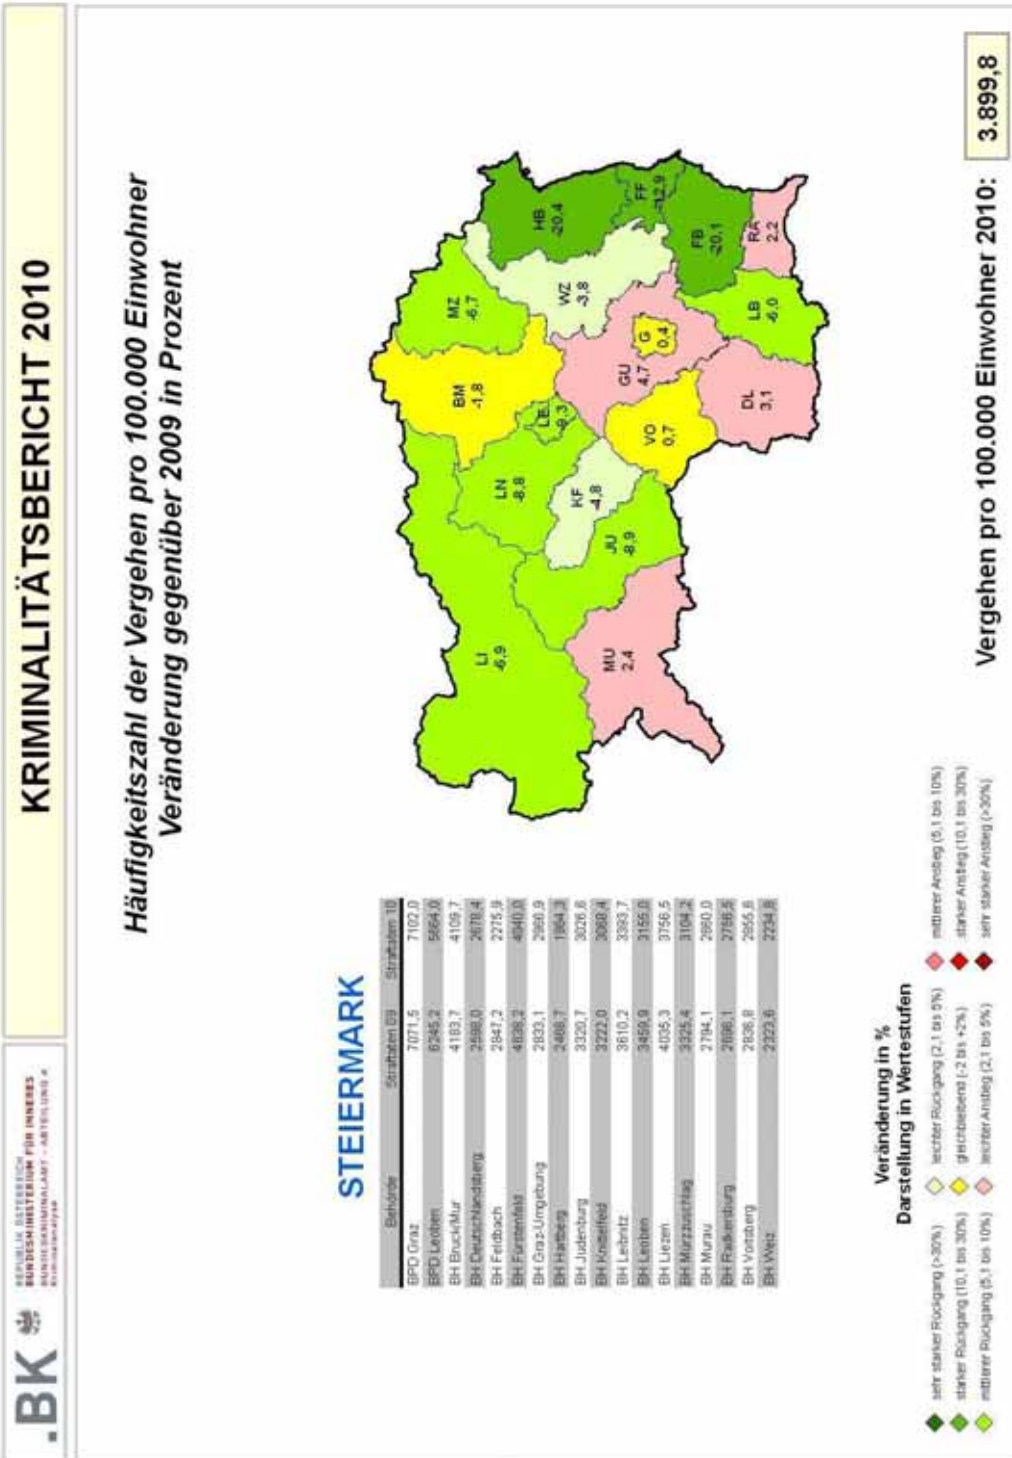 .BK
REPUBLIK ÖSTERREICH
BUNDESMINISTERIUM FÜR INNERES
BUNDESKRIMINALAMT - ABTEILUNG 4
Kriminalanalyse
KRIMINALITÄTSBERICHT 2010
Häufigkeitszahl der Vergehen pro 100.000 Einwohner
Veränderung gegenüber 2009 in Prozent
STEIERMARK
Behörde Straftaten 09 Straftaten 10
BPD Graz 7071,5 7102,0
BPD Leoben 6245,2 5664,0
BH Bruck/Mur 4183,7 4109,7
BH Deutschlandsberg 2598,0 2678,4
BH Feldbach 2847,2 2275,9
BH Fürstenfeld 4638,2 4040,0
BH Graz-Umgebung 2833,1 2966,9
BH Hartberg 2468,7 1964,3
BH Judenburg 3320,7 3026,6
BH Knittelfeld 3222,0 3068,4
BH Leibnitz 3610,2 3393,7
BH Leoben 3459,9 3155,0
BH Liezen 4035,3 3756,5
BH Mürzzuschlag 3325,4 3104,2
BH Murau 2794,1 2860,0
BH Radkersburg 2698,1 2756,5
BH Voitsberg 2836,8 2855,8
BH Weiz 2323,6 2234,8
LI
-6,9
MU
2,4
JU
-8,9
KF
-4,8
LN
-8,8
LE
-9,3
BM
-1,8
MZ
-6,7
VO
0,7
GU
4,7
G
0,4
WZ
-3,8
HB
-20,4
FF
-12,9
FB
-20,1
RA
2,2
LB
-6,0
DL
3,1
Veränderung in %
Darstellung in Wertestufen
sehr starker Rückgang (>30%)
starker Rückgang (10,1 bis 30%)
mittlerer Rückgang (5,1 bis 10%)
leichter Rückgang (2,1 bis 5%)
gleichbleibend (-2 bis +2%)
leichter Anstieg (2,1 bis 5%)
mittlerer Anstieg (5,1 bis 10%)
starker Anstieg (10,1 bis 30%)
sehr starker Anstieg (>30%)
Vergehen pro 100.000 Einwohner 2010: 3.899,8